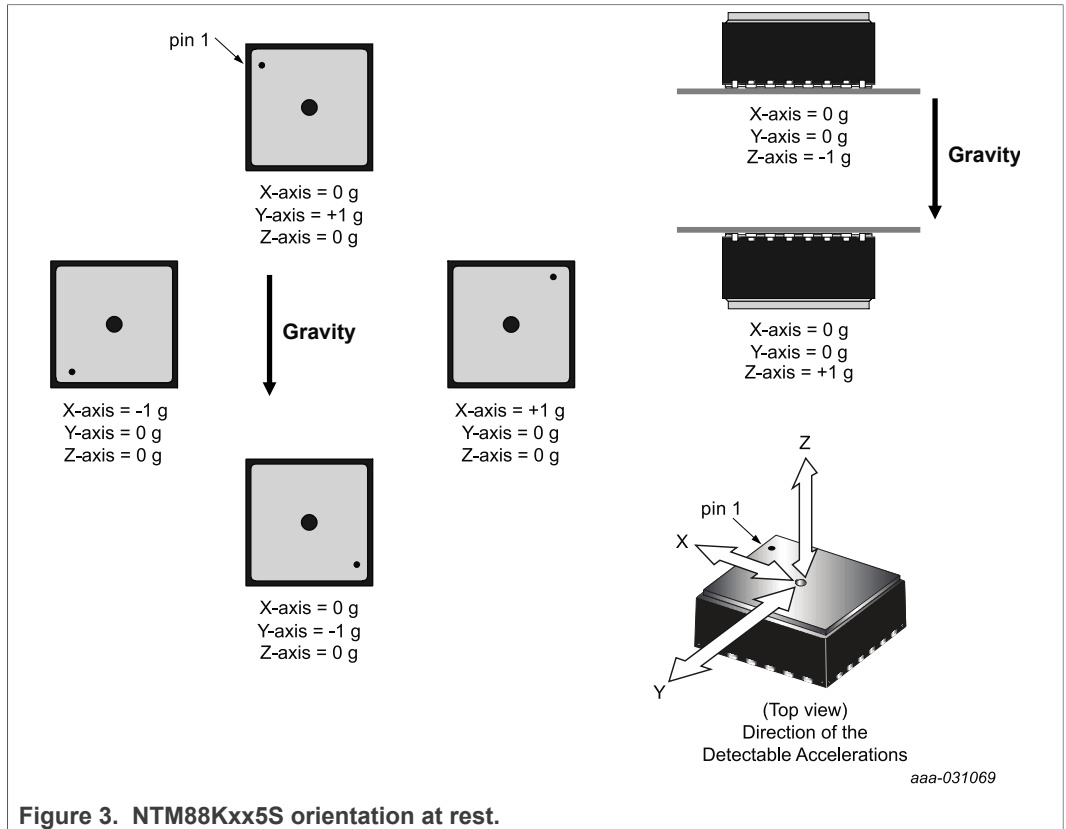 pin 1
X-axis = 0 g
Y-axis = +1 g
Z-axis = 0 g
Gravity
X-axis = -1 g
Y-axis = 0 g
Z-axis = 0 g
X-axis = +1 g
Y-axis = 0 g
Z-axis = 0 g
X-axis = 0 g
Y-axis = -1 g
Z-axis = 0 g
X-axis = 0 g
Y-axis = 0 g
Z-axis = -1 g
Gravity
X-axis = 0 g
Y-axis = 0 g
Z-axis = +1 g
Z
pin 1
X
Y
(Top view)
Direction of the
Detectable Accelerations
aaa-031069
Figure 3. NTM88Kxx5S orientation at rest.